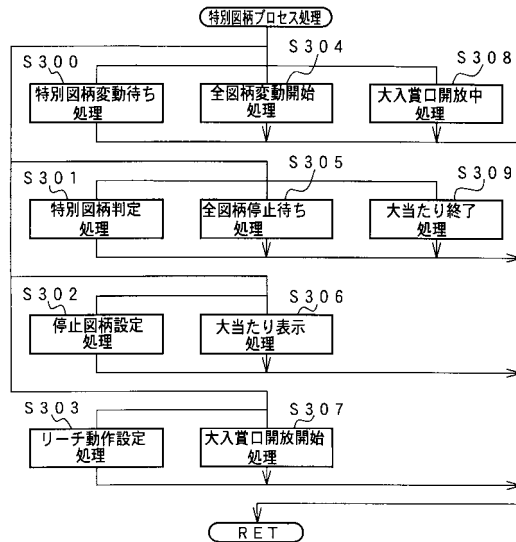 特別図柄プロセス処理
S300
特別図柄変動待ち
処理
S304
全図柄変動開始
処理
S308
大入賞口開放中
処理
S301
特別図柄判定
処理
S305
全図柄停止待ち
処理
S309
大当たり終了
処理
S302
停止図柄設定
処理
S306
大当たり表示
処理
S303
リーチ動作設定
処理
S307
大入賞口開放開始
処理
RET